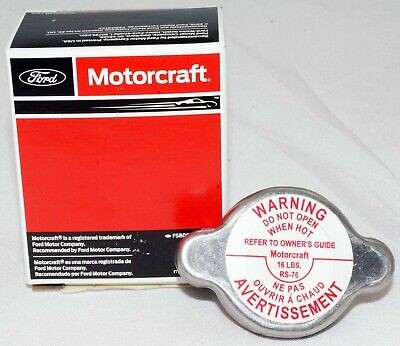 Ford
Motorcraft®
Motorcraft® is a registered trademark of
Ford Motor Company.
Recommended by Ford Motor Company.
Motorcraft® es una marca registrada de
Ford Motor Company.
Recomendado por Ford Motor Company.
WARNING
DO NOT OPEN
WHEN HOT
REFER TO OWNER'S GUIDE
Motorcraft
16 LBS.
RS-76
NE PAS
OUVRIR À CHAUD
AVERTISSEMENT